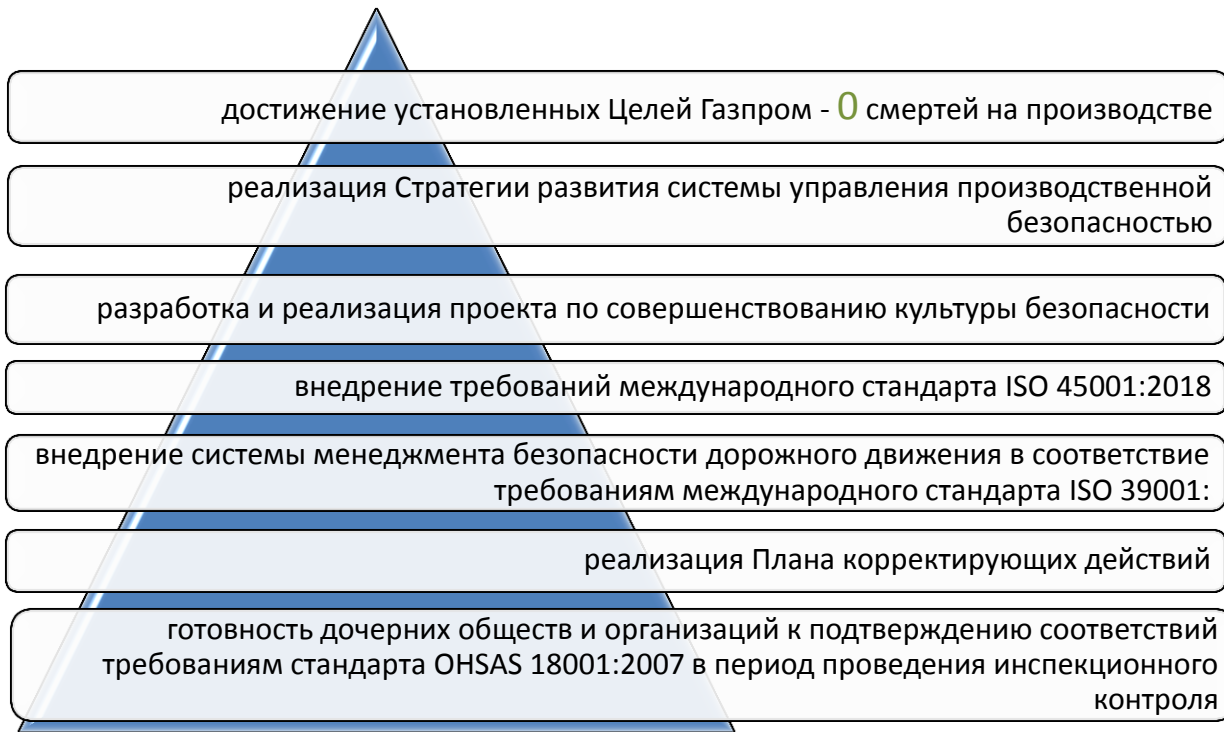 достижение установленных Целей Газпром - 0 смертей на производстве
реализация Стратегии развития системы управления производственной
безопасностью
разработка и реализация проекта по совершенствованию культуры безопасности
внедрение требований международного стандарта ISO 45001:2018
внедрение системы менеджмента безопасности дорожного движения в соответствие
требованиям международного стандарта ISO 39001:
реализация Плана корректирующих действий
готовность дочерних обществ и организаций к подтверждению соответствий
требованиям стандарта OHSAS 18001:2007 в период проведения инспекционного
контроля